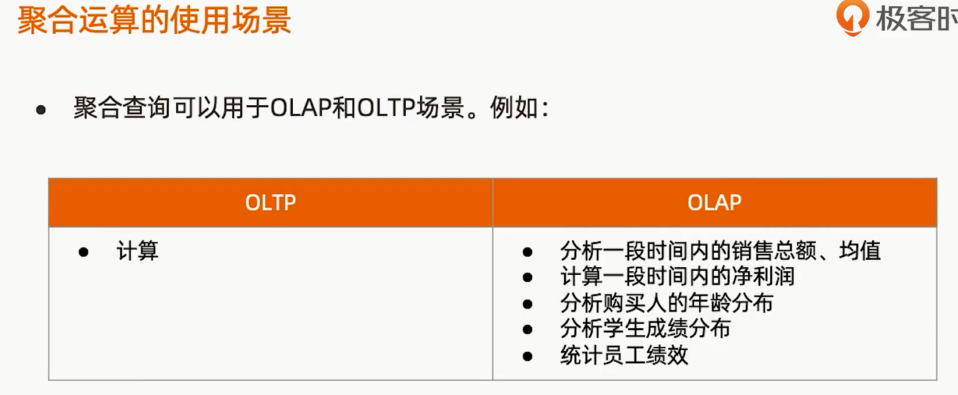 聚合运算的使用场景
极客时
聚合查询可以用于OLAP和OLTP场景。例如：
OLTP
OLAP
计算
分析一段时间内的销售总额、均值
计算一段时间内的净利润
分析购买人的年龄分布
分析学生成绩分布
统计员工绩效